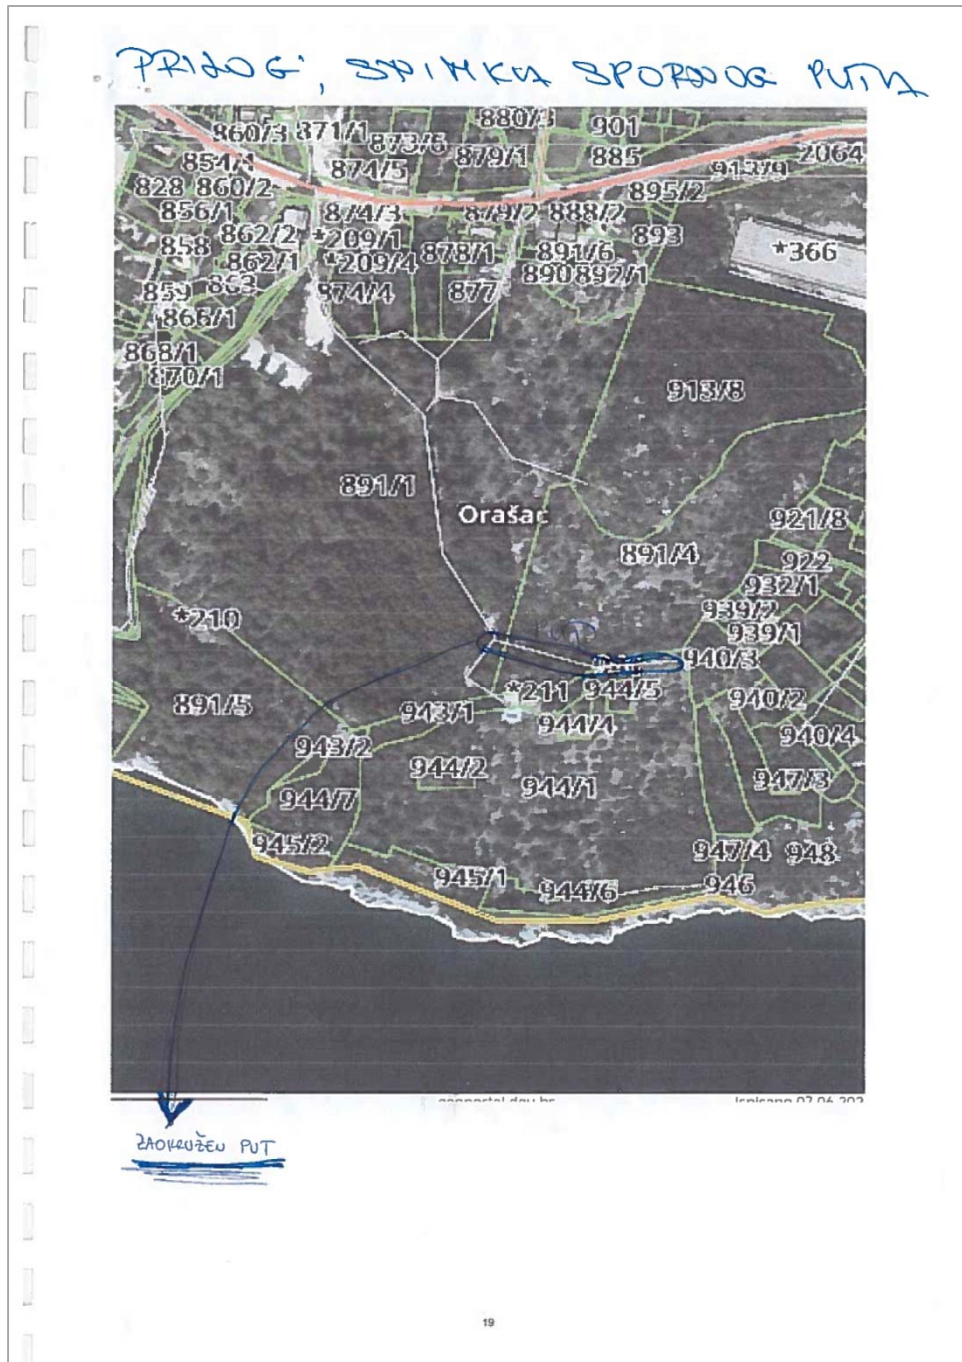 PRILOG, SNIMKA SPORNOG PUTA
880/3 901
860/3 871/1 873/6
879/1 885 2064
854/1 874/5 913/9
828 860/2 895/2
856/1 874/3 879/2 888/2
862/2 *209/1 893
858 878/1 891/6 *366
862/1 *209/4 890 892/1
859 863 874/4 877
866/1
868/1
870/1
913/8
891/1
Orašac 921/8
891/4 922
932/1
*210 939/2
939/1
PUT
940/3
*211 944/5 940/2
891/5 943/1 944/4
943/2 940/4
944/2 944/1 947/3
944/7
945/2 947/4 948
945/1 944/6 946
geoportal.dgu.hr Ispisano 07.06.202
ZAOKRUŽEN PUT
19